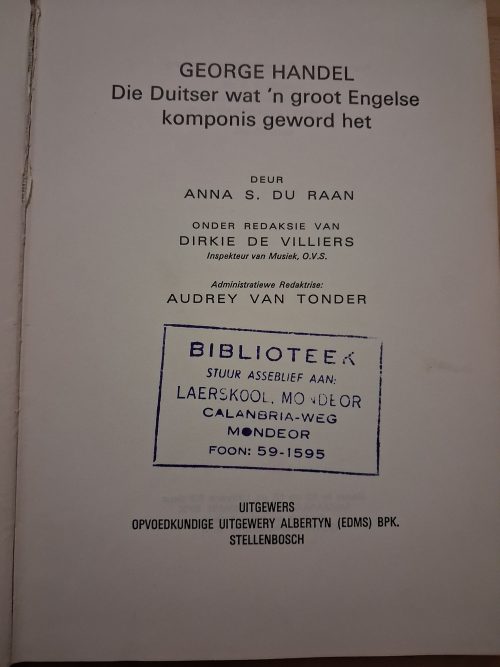 GEORGE HANDEL
Die Duitser wat 'n groot Engelse
komponis geword het
DEUR
ANNA S. DU RAAN
ONDER REDAKSIE VAN
DIRKIE DE VILLIERS
Inspekteur van Musiek, O.V.S.
Administratiewe Redaktrise:
AUDREY VAN TONDER
BIBLIOTEEK
STUUR ASSEBLIEF AAN:
LAERSKOOL, MONDEOR
CALANBRIA-WEG
MONDEOR
FOON: 59-1595
UITGEWERS
OPVOEDKUNDIGE UITGEWERY ALBERTYN (EDMS) BPK.
STELLENBOSCH